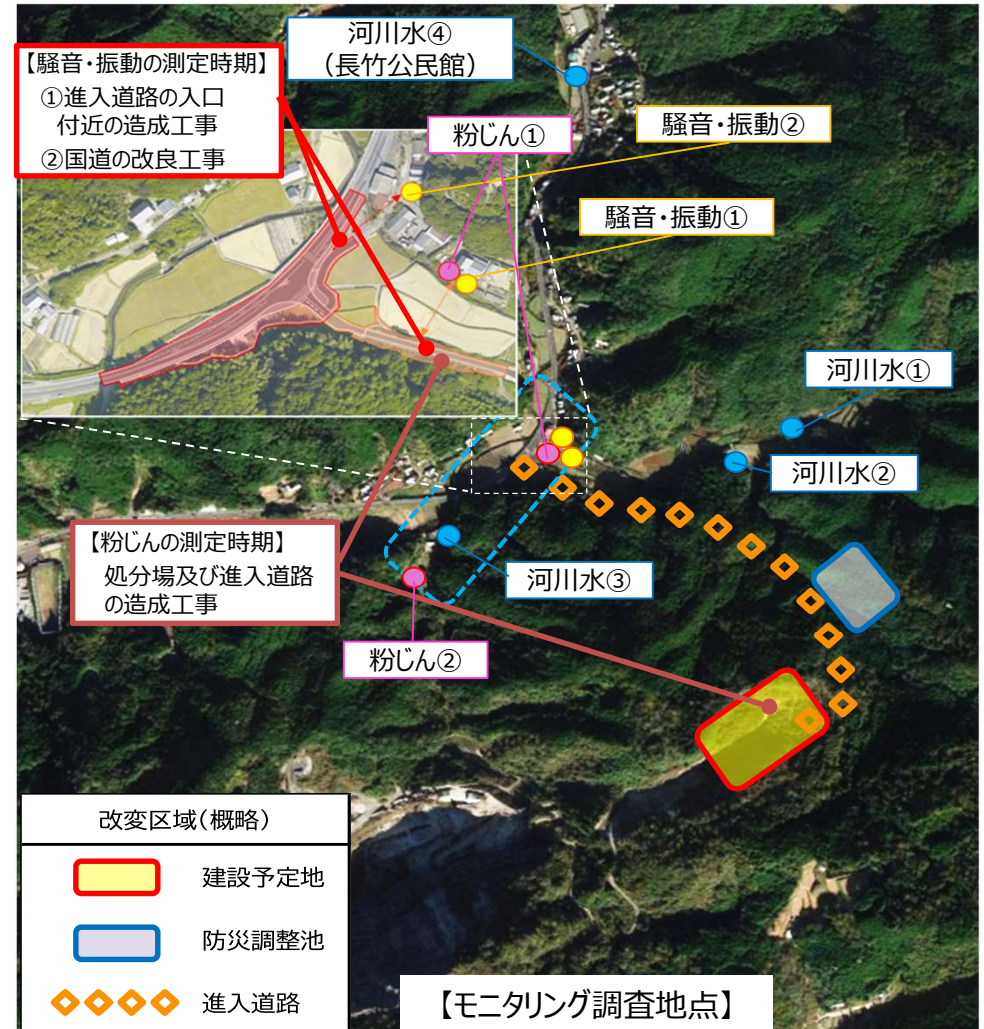 河川水④
（長竹公民館）
【騒音・振動の測定時期】
①進入道路の入口
付近の造成工事
②国道の改良工事
粉じん①
騒音・振動②
騒音・振動①
河川水①
河川水②
【粉じんの測定時期】
処分場及び進入道路
の造成工事
河川水③
粉じん②
改変区域(概略)
建設予定地
防災調整池
進入道路
【モニタリング調査地点】